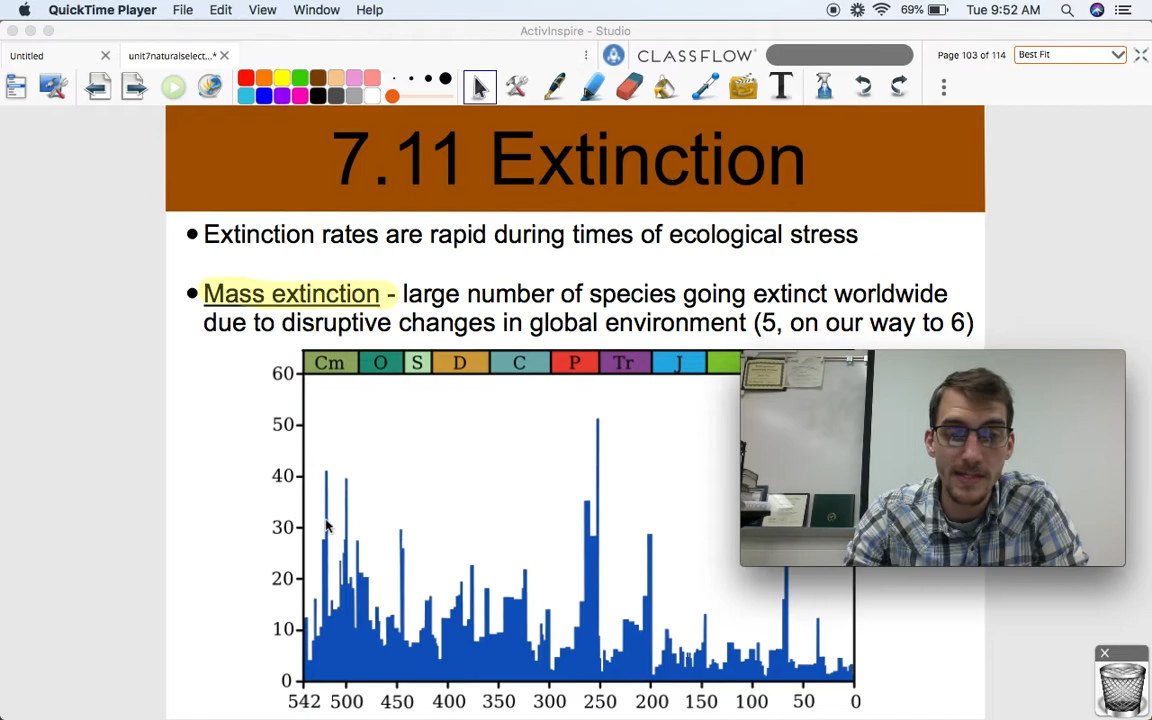 QuickTime Player File Edit View Window Help 69% Tue 9:52 AM
ActivInspire - Studio
Untitled unit7naturalselect...* CLASSFLOW Page 103 of 114 Best Fit
T
7.11 Extinction
• Extinction rates are rapid during times of ecological stress
• Mass extinction - large number of species going extinct worldwide
due to disruptive changes in global environment (5, on our way to 6)
Cm O S D C P Tr J
60
50
40
30
20
10
0
542 500 450 400 350 300 250 200 150 100 50 0